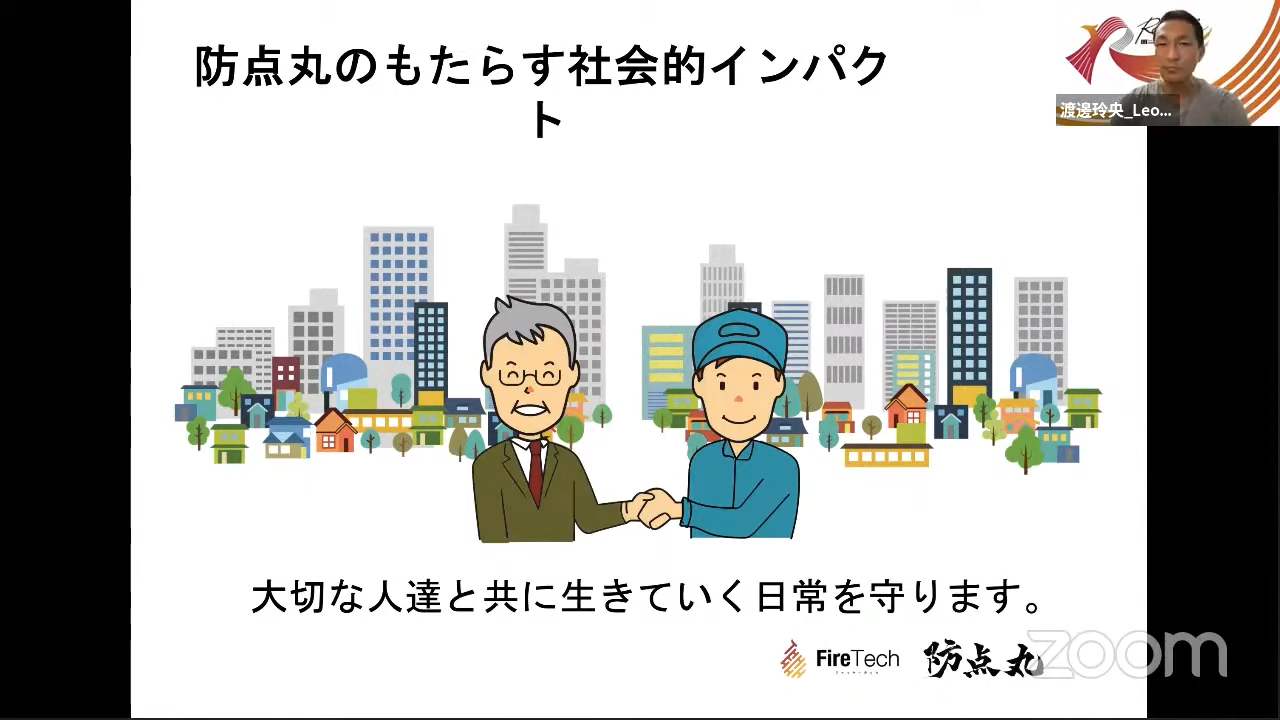 防点丸のもたらす社会的インパク
ト
渡邊玲央_Leo...
大切な人達と共に生きていく日常を守ります。
FireTech
防点丸
zoom